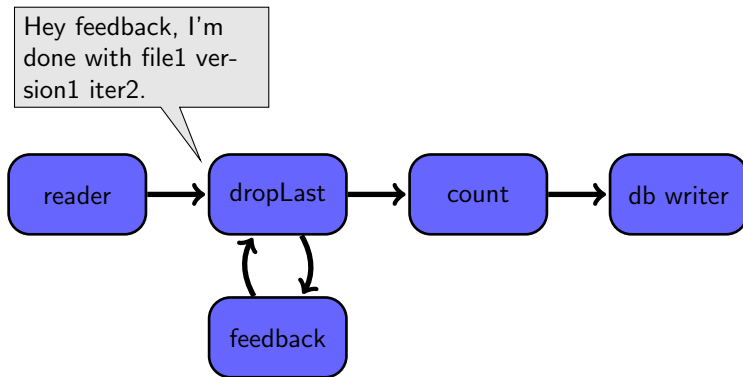 Hey feedback, I'm
done with file1 ver-
sion1 iter2.
reader
dropLast
count
db writer
feedback